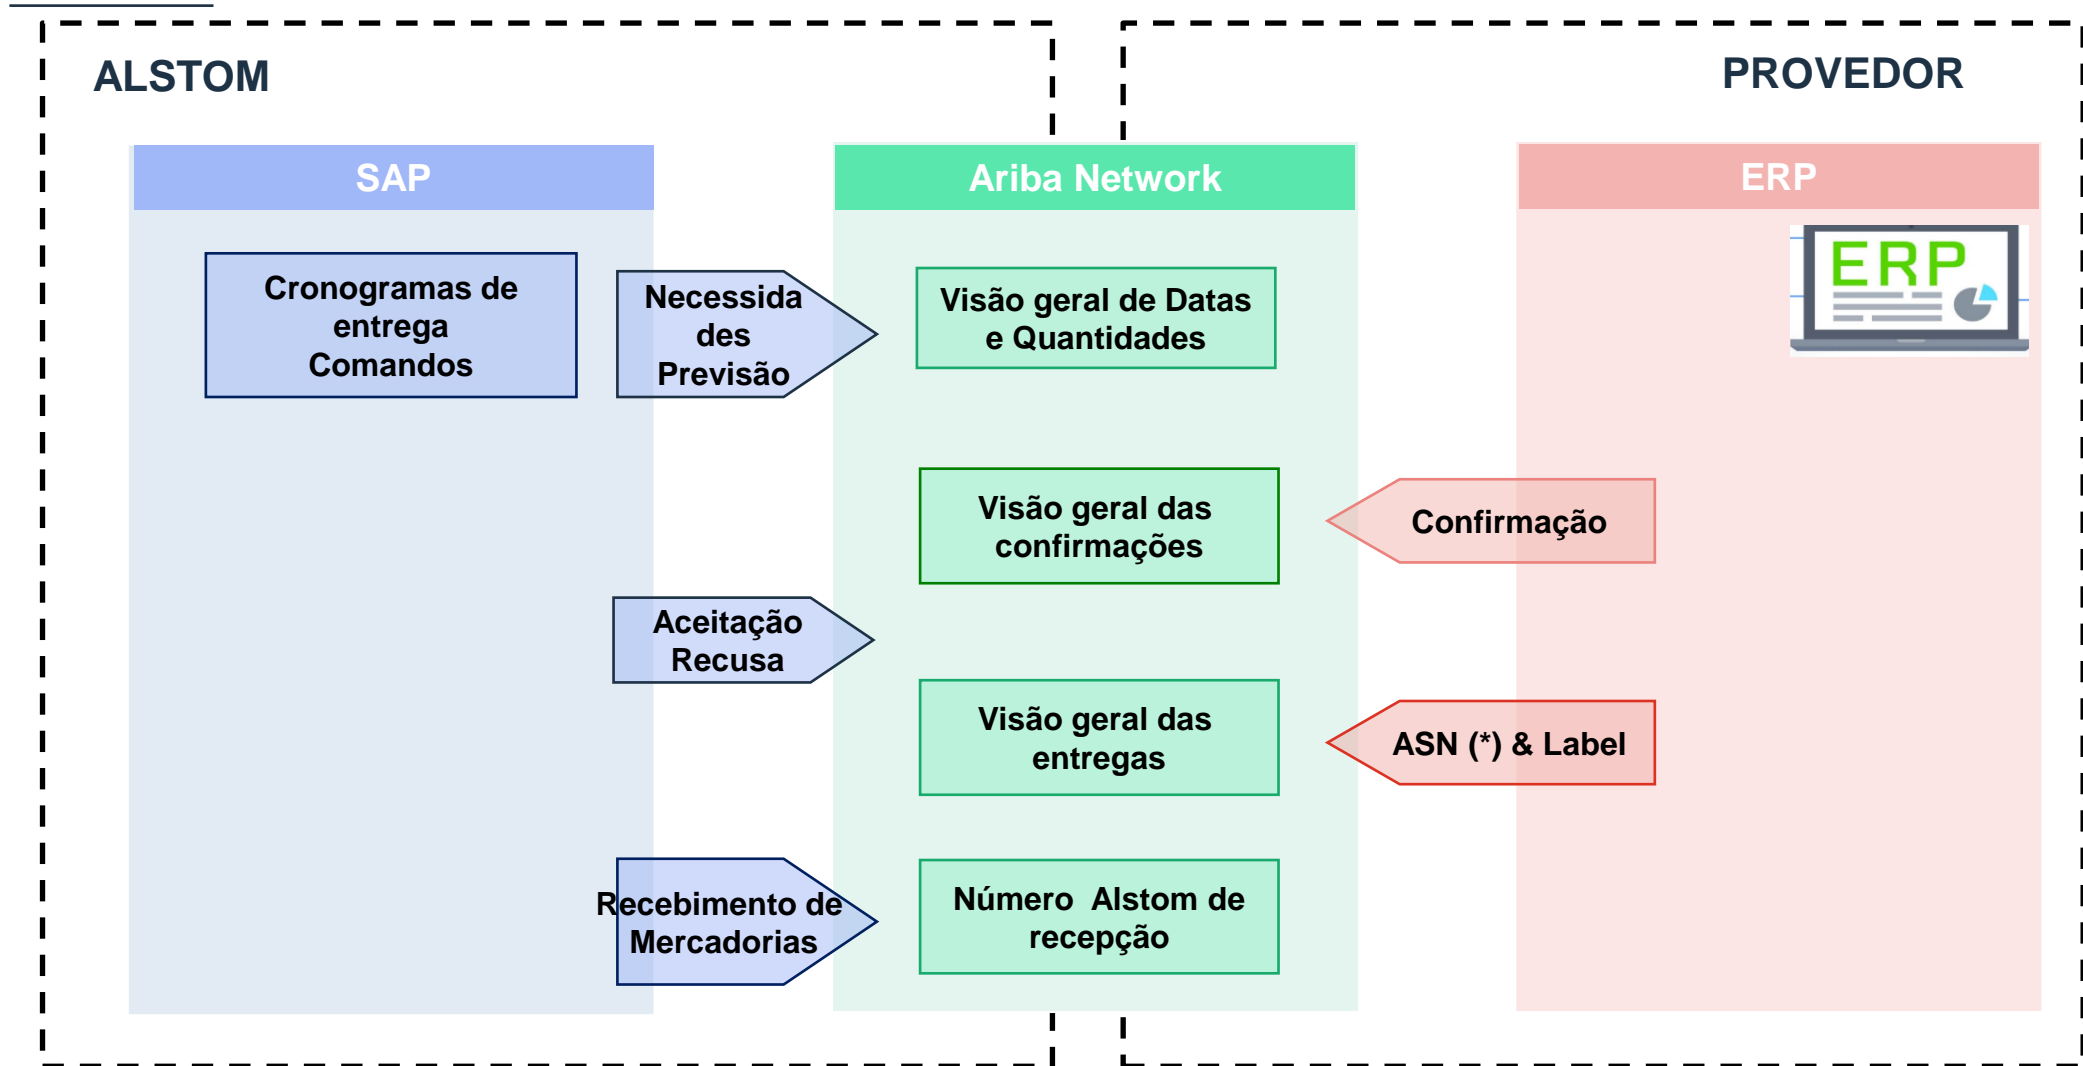 ALSTOM
PROVEDOR
SAP
Ariba Network
ERP
ERP
Cronogramas de
entrega
Comandos
Necessida
des
Previsão
Visão geral de Datas
e Quantidades
Visão geral das
confirmações
Confirmação
Aceitação
Recusa
Visão geral das
entregas
ASN (*) & Label
Recebimento de
Mercadorias
Número  Alstom de
recepção